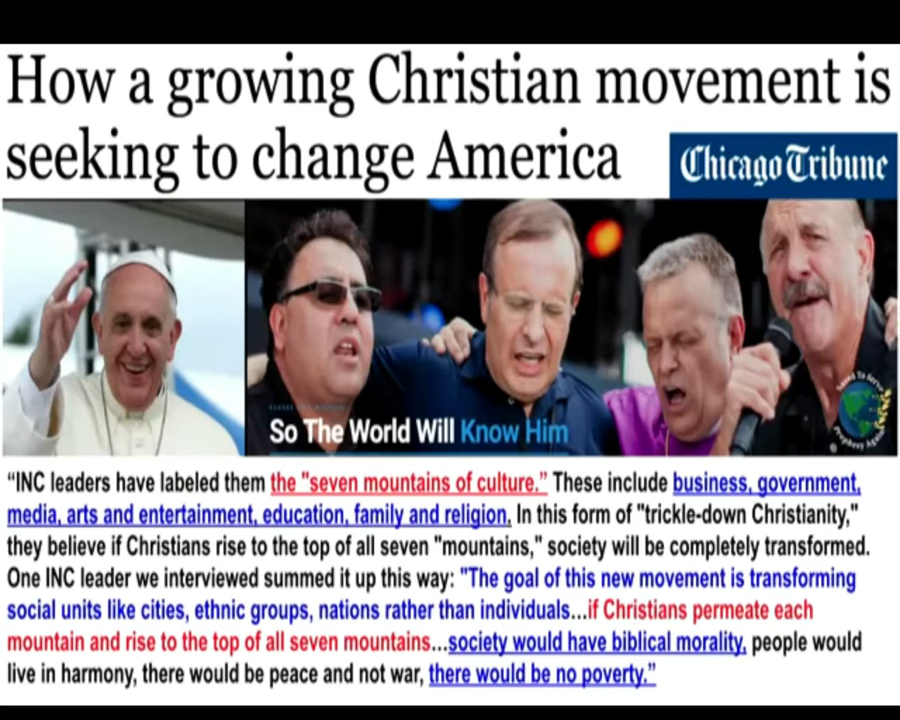 How a growing Christian movement is
seeking to change America
Chicago Tribune
So The World Will Know Him
“INC leaders have labeled them the "seven mountains of culture.” These include business, government,
media, arts and entertainment, education, family and religion. In this form of "trickle-down Christianity,"
they believe if Christians rise to the top of all seven "mountains," society will be completely transformed.
One INC leader we interviewed summed it up this way: "The goal of this new movement is transforming
social units like cities, ethnic groups, nations rather than individuals...if Christians permeate each
mountain and rise to the top of all seven mountains...society would have biblical morality, people would
live in harmony, there would be peace and not war, there would be no poverty.”